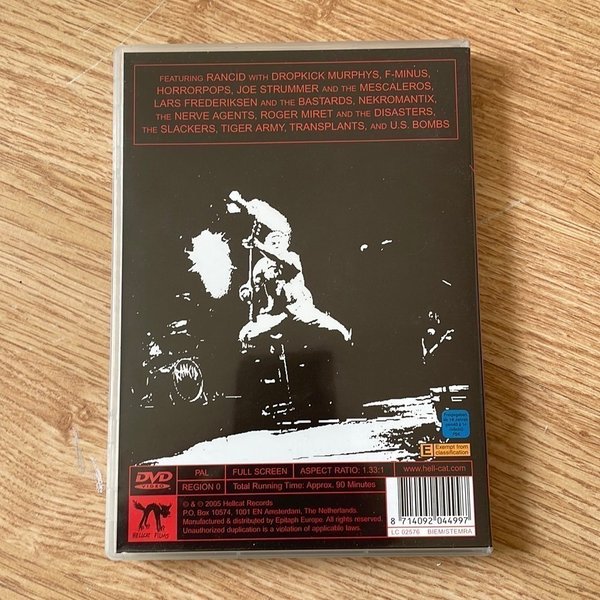 FEATURING RANCID WITH DROPKICK MURPHYS, F-MINUS,
HORRORPOPS, JOE STRUMMER AND THE MESCALEROS,
LARS FREDERIKSEN AND THE BASTARDS, NEKROMANTIX,
THE NERVE AGENTS, ROGER MIRET AND THE DISASTERS,
THE SLACKERS, TIGER ARMY, TRANSPLANTS, AND U.S. BOMBS
RANCID
E Exempt from
classification
DVD
VIDEO
PAL FULL SCREEN ASPECT RATIO: 1.33:1 www.hell-cat.com
REGION 0 Total Running Time: Approx. 90 Minutes
HELLCAT FILMS
℗ & © 2005 Hellcat Records
P.O. Box 10574, 1001 EN Amsterdam, The Netherlands
Manufactured & distributed by Epitaph Europe. All rights reserved.
Unauthorized duplication is a violation of applicable laws.
8 714092 044997
LC 02576 BIEM/STEMRA